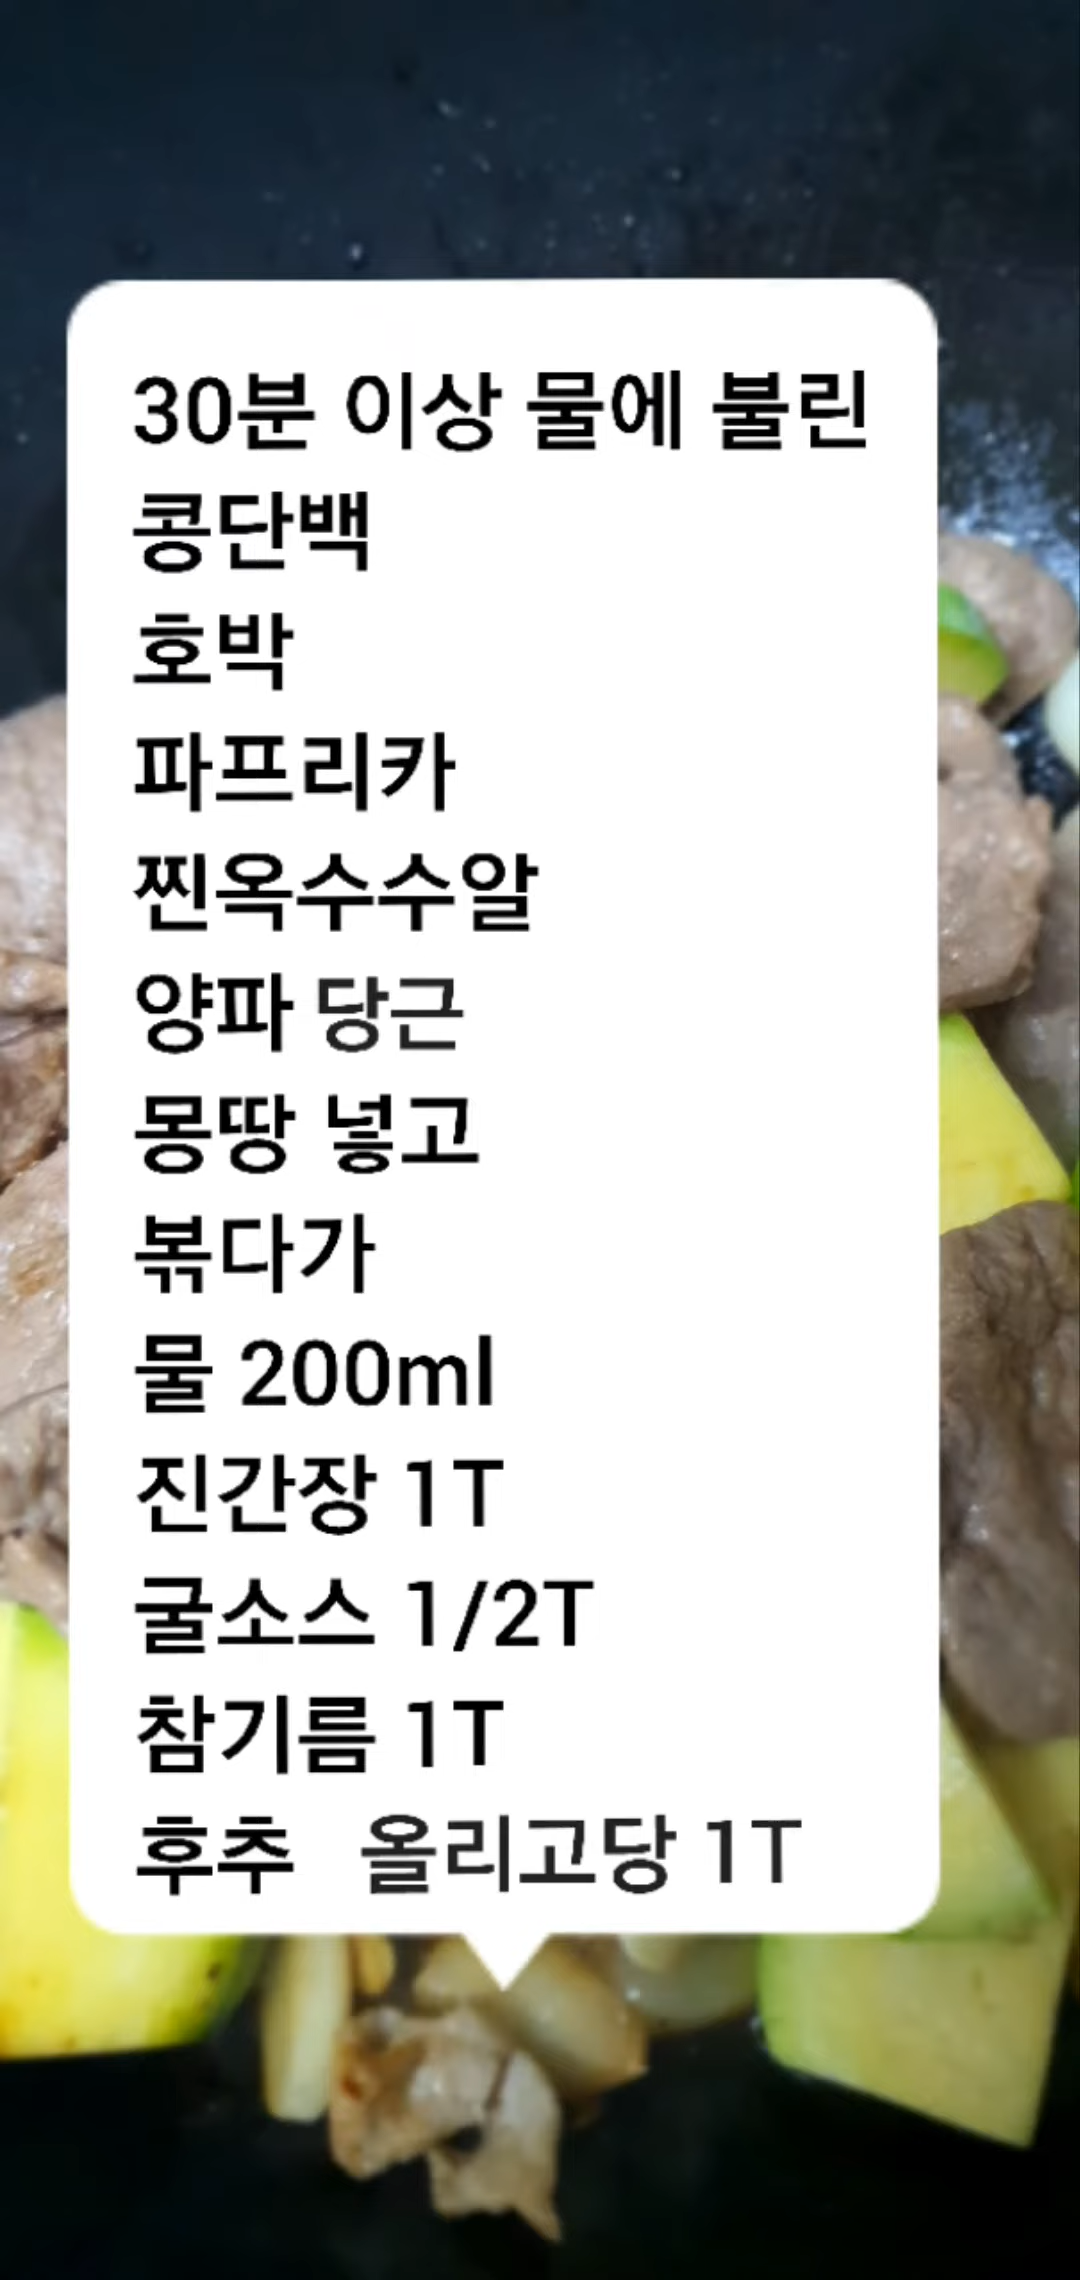 30분 이상 물에 불린
콩단백
호박
파프리카
찐옥수수알
양파 당근
몽땅 넣고
볶다가
물 200ml
진간장 1T
굴소스 1/2T
참기름 1T
후추 올리고당 1T